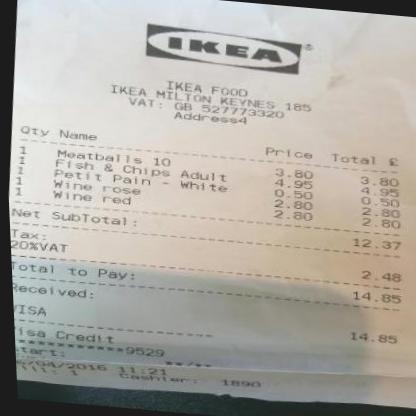 IKEA
IKEA FOOD
IKEA MILTON KEYNES 185
VAT: GB 527773320
Address4
Qty Name Price Total £
1 Meatballs 10 3.80 3.80
1 Fish & Chips Adult 4.95 4.95
1 Petit Pain - White 0.50 0.50
1 Wine rose 2.80 2.80
1 Wine red 2.80 2.80
Net SubTotal: 12.37
Tax:
20%VAT 2.48
Total to Pay: 14.85
Received:
VISA 14.85
Visa Credit
************9529
Start: **/**
/04/2016 11:21
Till: 1 Cashier: 1890